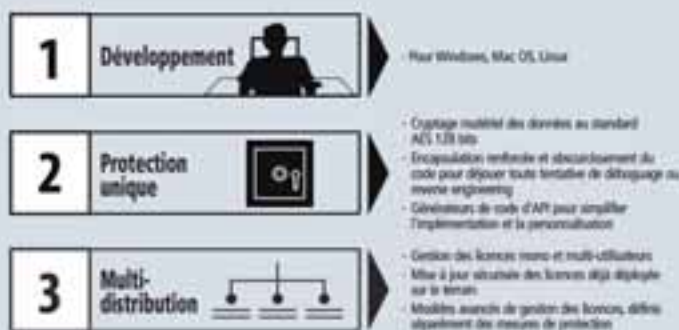 1
Développement
- Pour Windows, Mac OS, Linux
2
Protection
unique
- Cryptage matériel des données au standard
AES 128 bits
- Encapsulation renforcée et obscurcissement du
code pour déjouer toute tentative de déboguage ou
reverse engineering
- Générateurs de code d'API pour simplifier
l'implémentation et la personnalisation
3
Multi-
distribution
- Gestion des licences mono et multi-utilisateurs
- Mise à jour sécurisée des licences déjà déployée
sur le terrain
- Modèles avancés de gestion des licences, définis
séparément des mesures de protection